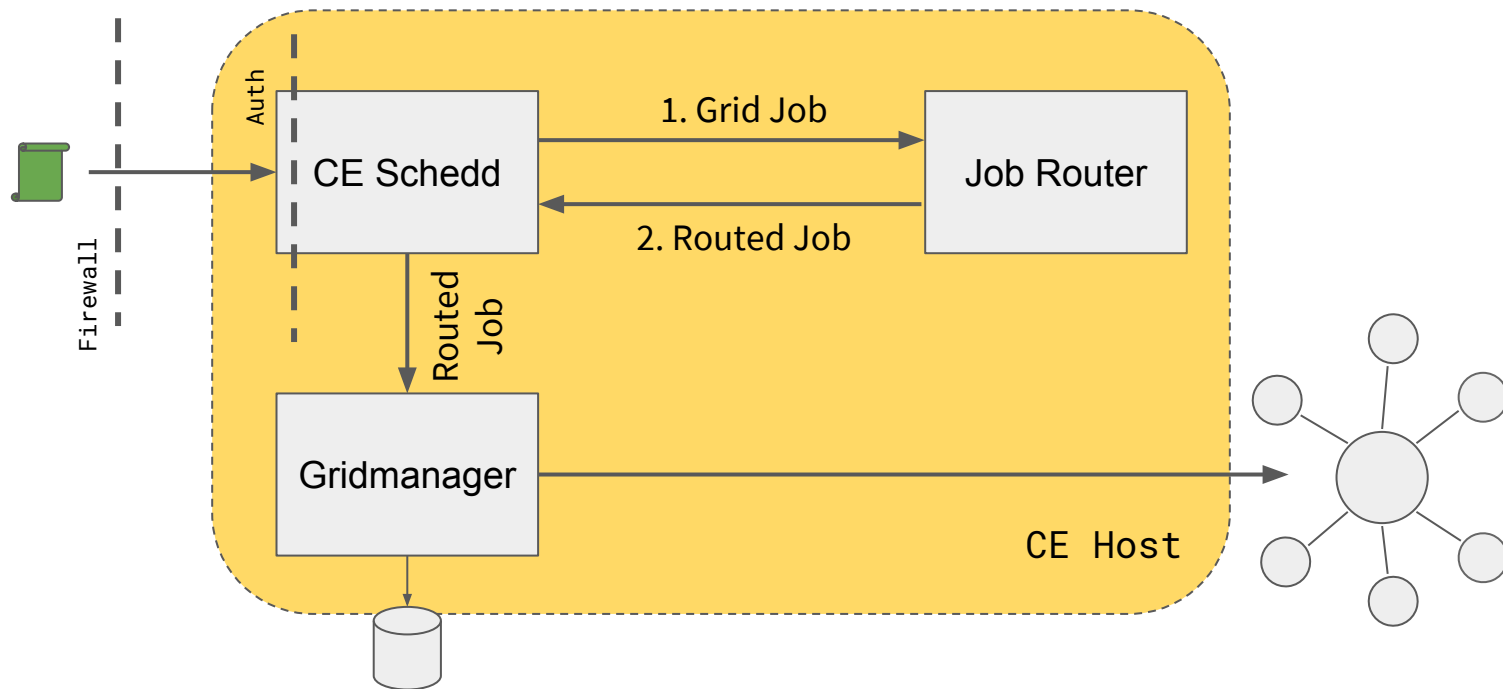 Auth
1. Grid Job
CE Schedd
Job Router
2. Routed Job
Firewall
Routed
Job
Gridmanager
CE Host